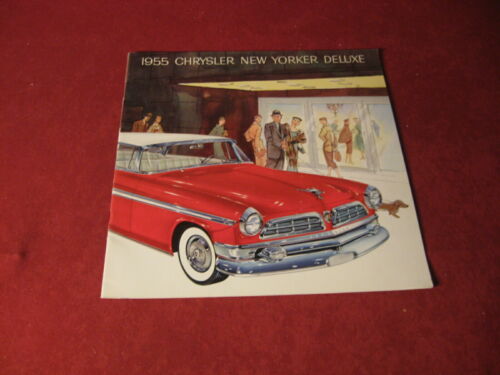 1955 CHRYSLER NEW YORKER DELUXE